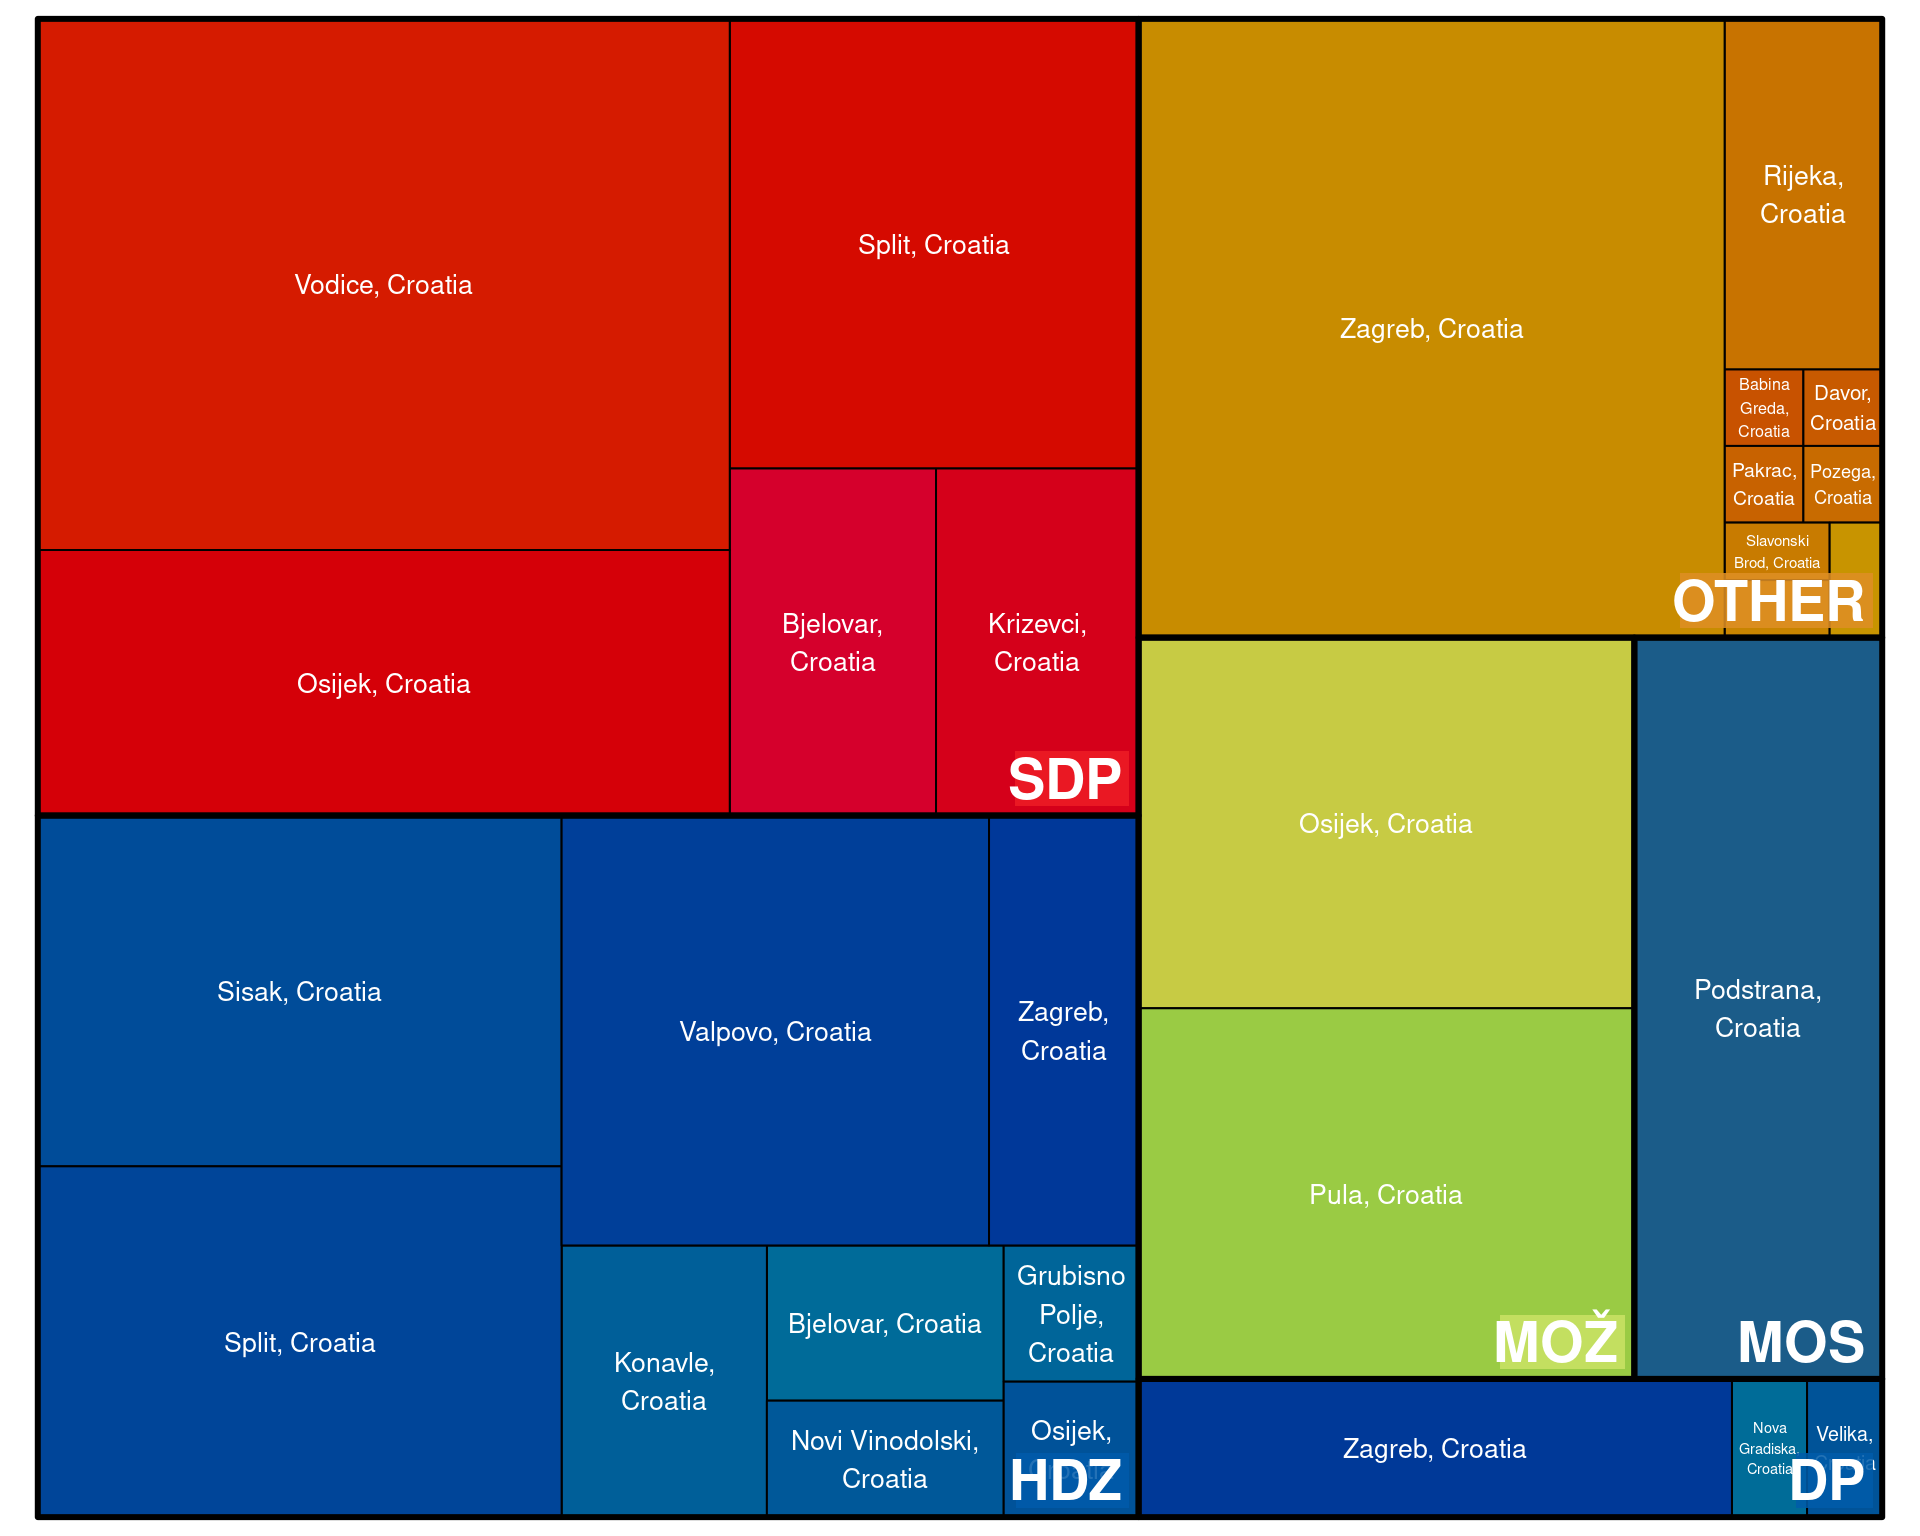 Vodice, Croatia
Osijek, Croatia
Split, Croatia
Bjelovar,
Croatia
Krizevci,
Croatia
SDP
Sisak, Croatia
Split, Croatia
Valpovo, Croatia
Zagreb,
Croatia
Konavle,
Croatia
Bjelovar, Croatia
Novi Vinodolski,
Croatia
Grubisno
Polje,
Croatia
Osijek,
HDZ
Zagreb, Croatia
Rijeka,
Croatia
Babina
Greda,
Croatia
Davor,
Croatia
Pakrac,
Croatia
Pozega,
Croatia
Slavonski
Brod, Croatia
OTHER
Osijek, Croatia
Pula, Croatia
MOŽ
Podstrana,
Croatia
MOS
Zagreb, Croatia
Nova
Gradiska,
Croatia
Velika,
DP